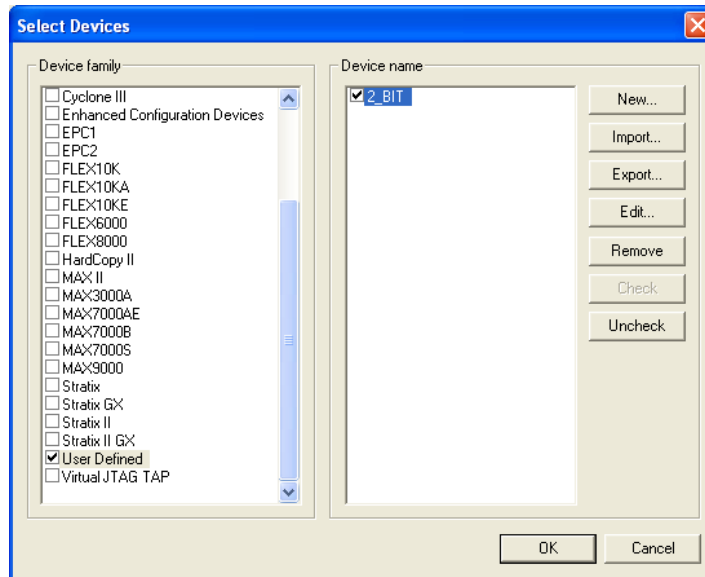 Select Devices
Device family
Cyclone III
Enhanced Configuration Devices
EPC1
EPC2
FLEX10K
FLEX10KA
FLEX10KE
FLEX6000
FLEX8000
HardCopy II
MAX II
MAX3000A
MAX7000AE
MAX7000B
MAX7000S
MAX9000
Stratix
Stratix GX
Stratix II
Stratix II GX
User Defined
Virtual JTAG TAP
Device name
2_BIT
New...
Import...
Export...
Edit...
Remove
Check
Uncheck
OK
Cancel